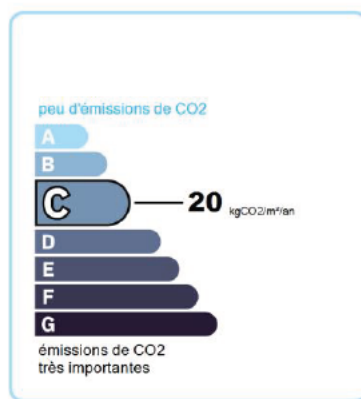 peu d'émissions de CO2
A
B
C 20 kgCO2/m²/an
D
E
F
G
émissions de CO2
très importantes